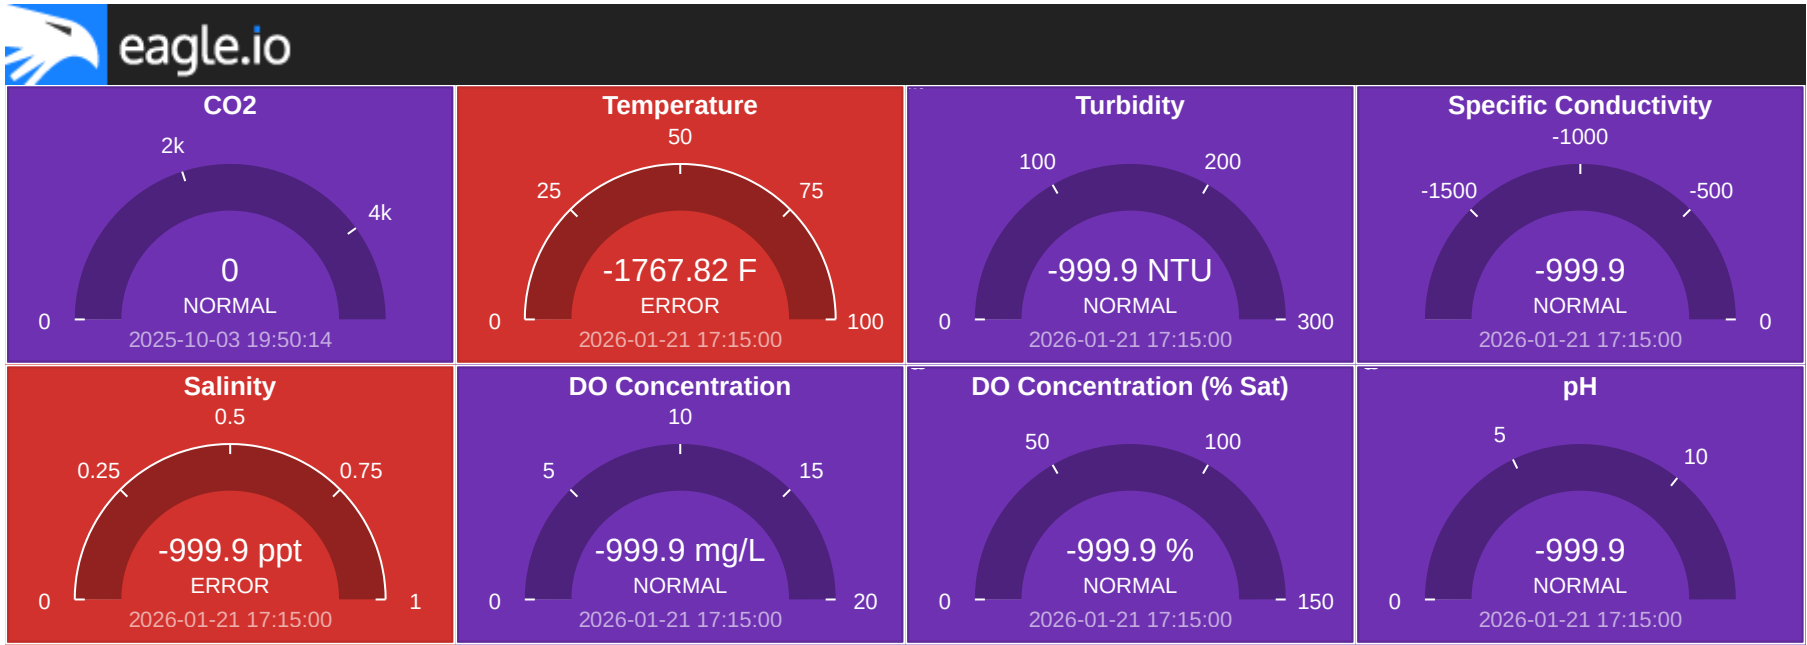 eagle.io
CO2
2k
4k
0
NORMAL
0
2025-10-03 19:50:14
Temperature
50
25
75
-1767.82 F
ERROR
0
100
2026-01-21 17:15:00
Turbidity
100
200
-999.9 NTU
NORMAL
0
300
2026-01-21 17:15:00
Specific Conductivity
-1000
-1500
-500
-999.9
NORMAL
0
2026-01-21 17:15:00
Salinity
0.5
0.25
0.75
-999.9 ppt
ERROR
0
1
2026-01-21 17:15:00
DO Concentration
10
5
15
-999.9 mg/L
NORMAL
0
20
2026-01-21 17:15:00
DO Concentration (% Sat)
50
100
-999.9 %
NORMAL
0
150
2026-01-21 17:15:00
pH
5
10
-999.9
NORMAL
0
2026-01-21 17:15:00